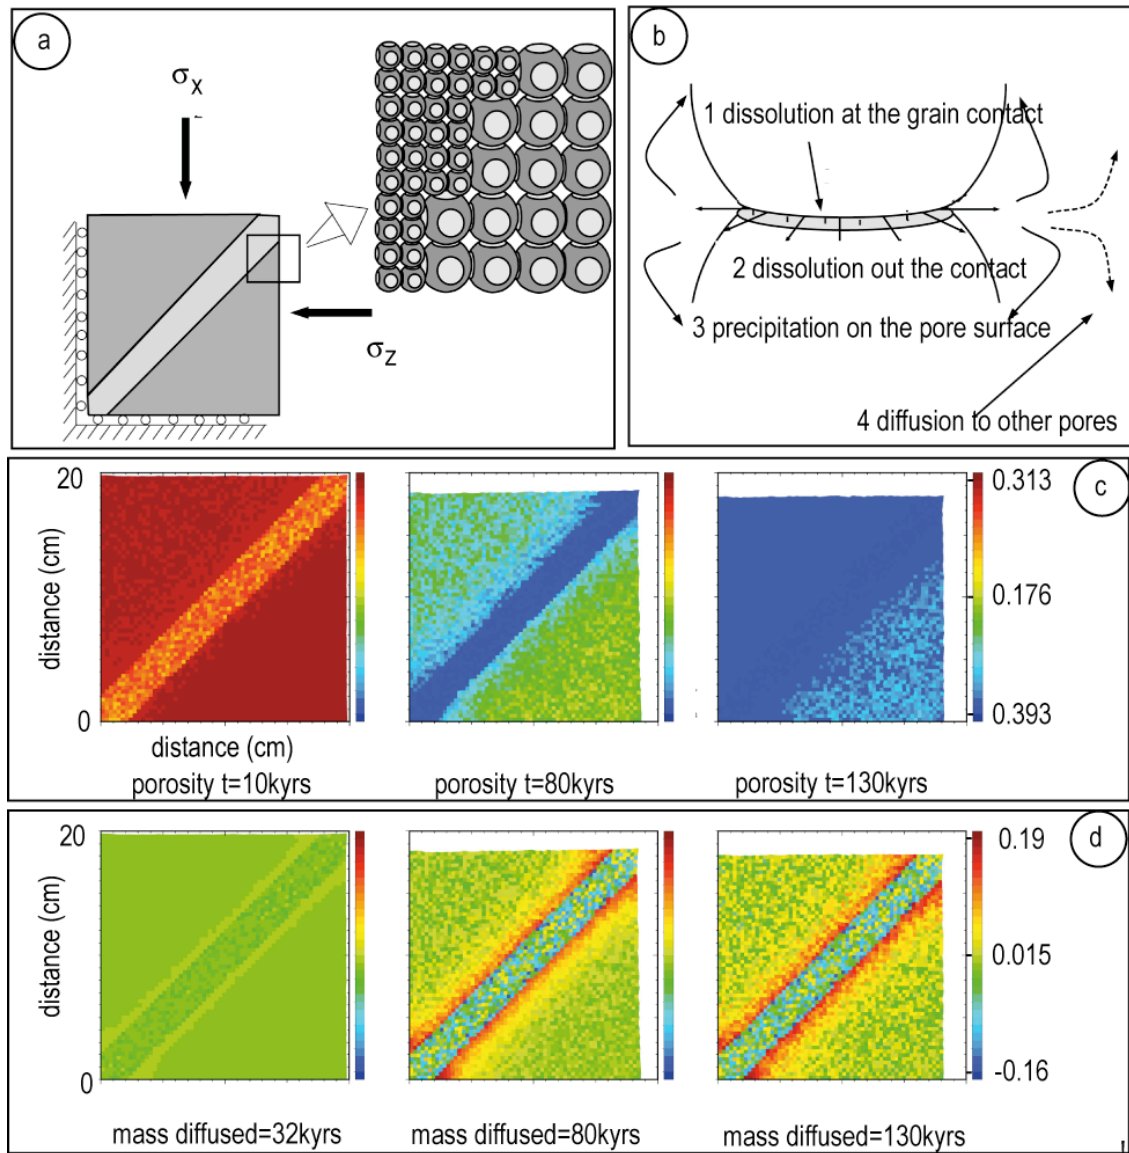 a
σX
σZ
b
1 dissolution at the grain contact
2 dissolution out the contact
3 precipitation on the pore surface
4 diffusion to other pores
c
20
distance (cm)
0
0.313
0.176
0.393
distance (cm)
porosity t=10kyrs
porosity t=80kyrs
porosity t=130kyrs
d
20
distance (cm)
0
0.19
0.015
-0.16
mass diffused=32kyrs
mass diffused=80kyrs
mass diffused=130kyrs